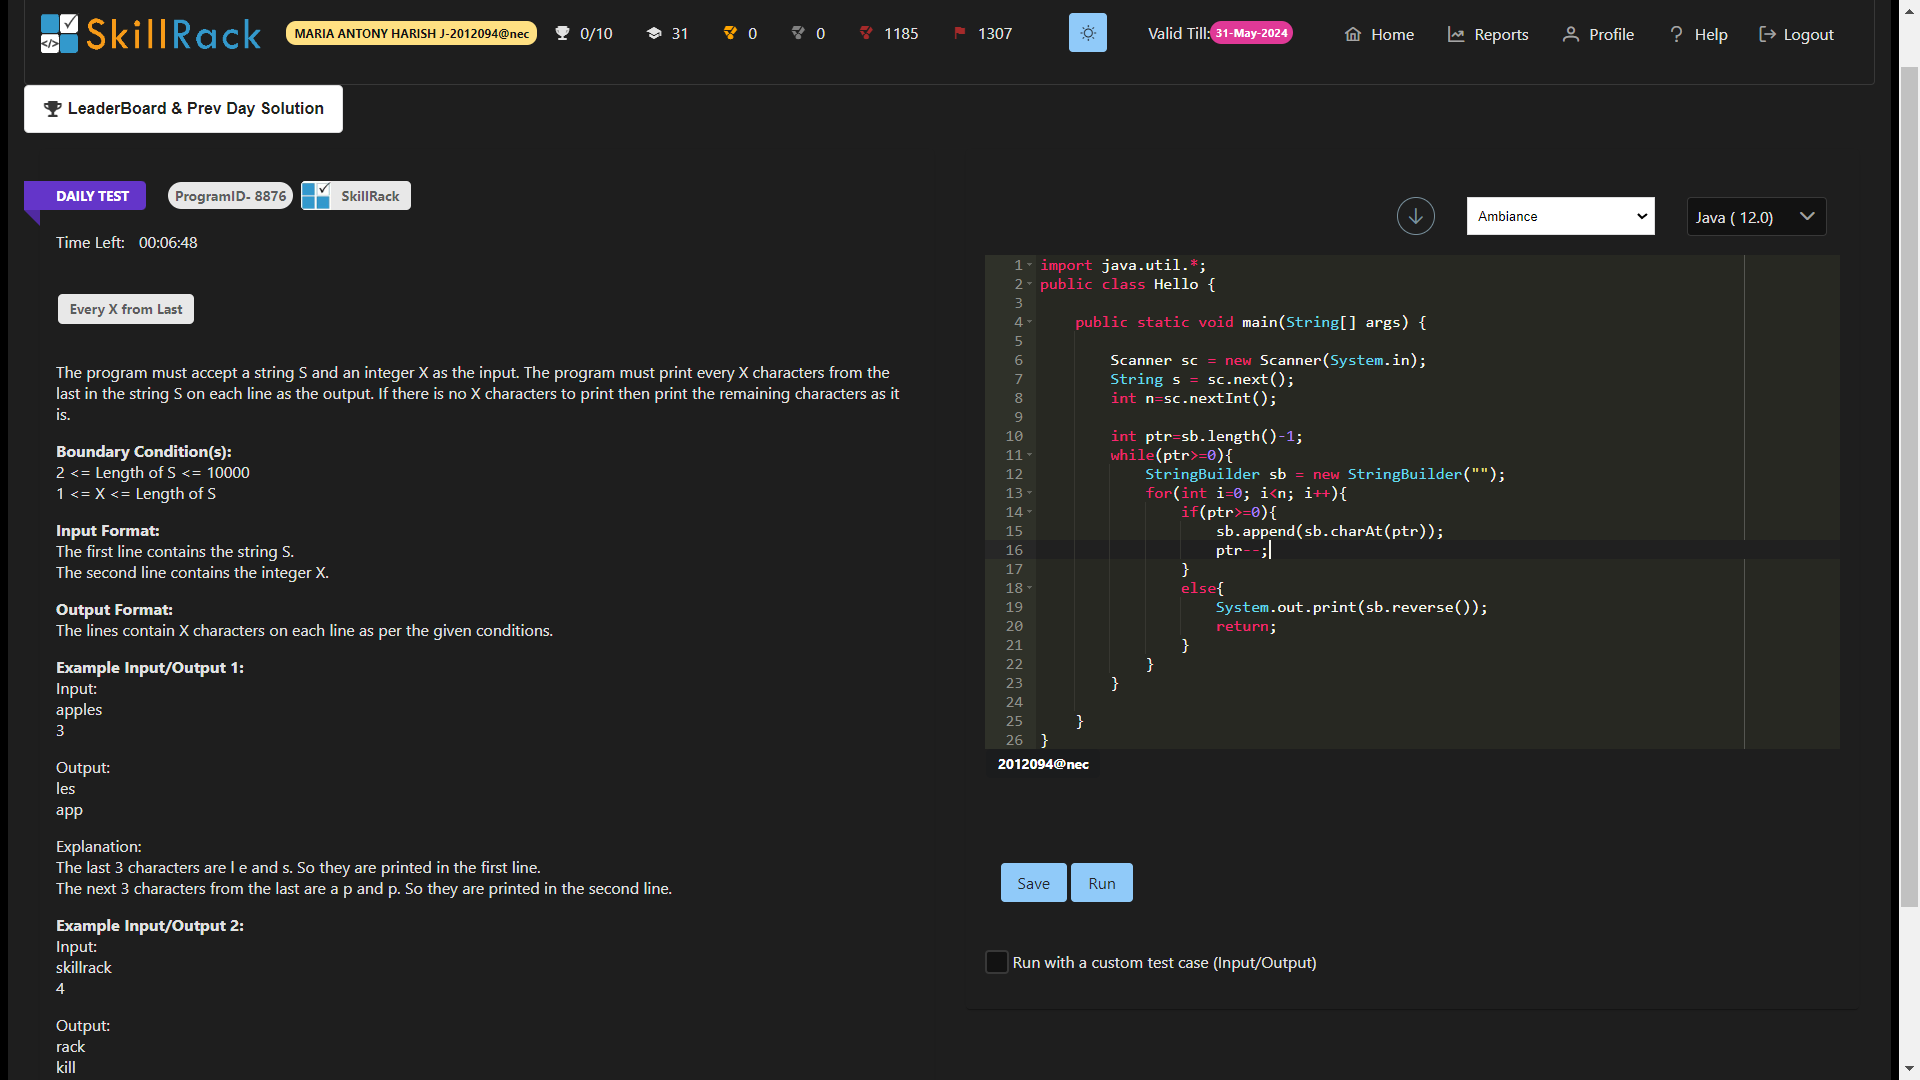 SkillRack
MARIA ANTONY HARISH J-2012094@nec
0/10
31
0
0
1185
1307
Valid Till:
31-May-2024
Home
Reports
Profile
Help
Logout
LeaderBoard & Prev Day Solution
DAILY TEST
ProgramID- 8876
SkillRack
Time Left: 00:06:48
Every X from Last
The program must accept a string S and an integer X as the input. The program must print every X characters from the
last in the string S on each line as the output. If there is no X characters to print then print the remaining characters as it
is.
Boundary Condition(s):
2 <= Length of S <= 10000
1 <= X <= Length of S
Input Format:
The first line contains the string S.
The second line contains the integer X.
Output Format:
The lines contain X characters on each line as per the given conditions.
Example Input/Output 1:
Input:
apples
3
Output:
les
app
Explanation:
The last 3 characters are l e and s. So they are printed in the first line.
The next 3 characters from the last are a p and p. So they are printed in the second line.
Example Input/Output 2:
Input:
skillrack
4
Output:
rack
kill
Ambiance
Java ( 12.0)
1 import java.util.*;
2 public class Hello {
3
4 public static void main(String[] args) {
5
6 Scanner sc = new Scanner(System.in);
7 String s = sc.next();
8 int n=sc.nextInt();
9
10 int ptr=sb.length()-1;
11 while(ptr>=0){
12 StringBuilder sb = new StringBuilder("");
13 for(int i=0; i<n; i++){
14 if(ptr>=0){
15 sb.append(sb.charAt(ptr));
16 ptr--;
17 }
18 else{
19 System.out.print(sb.reverse());
20 return;
21 }
22 }
23 }
24
25 }
26 }
2012094@nec
Save
Run
Run with a custom test case (Input/Output)